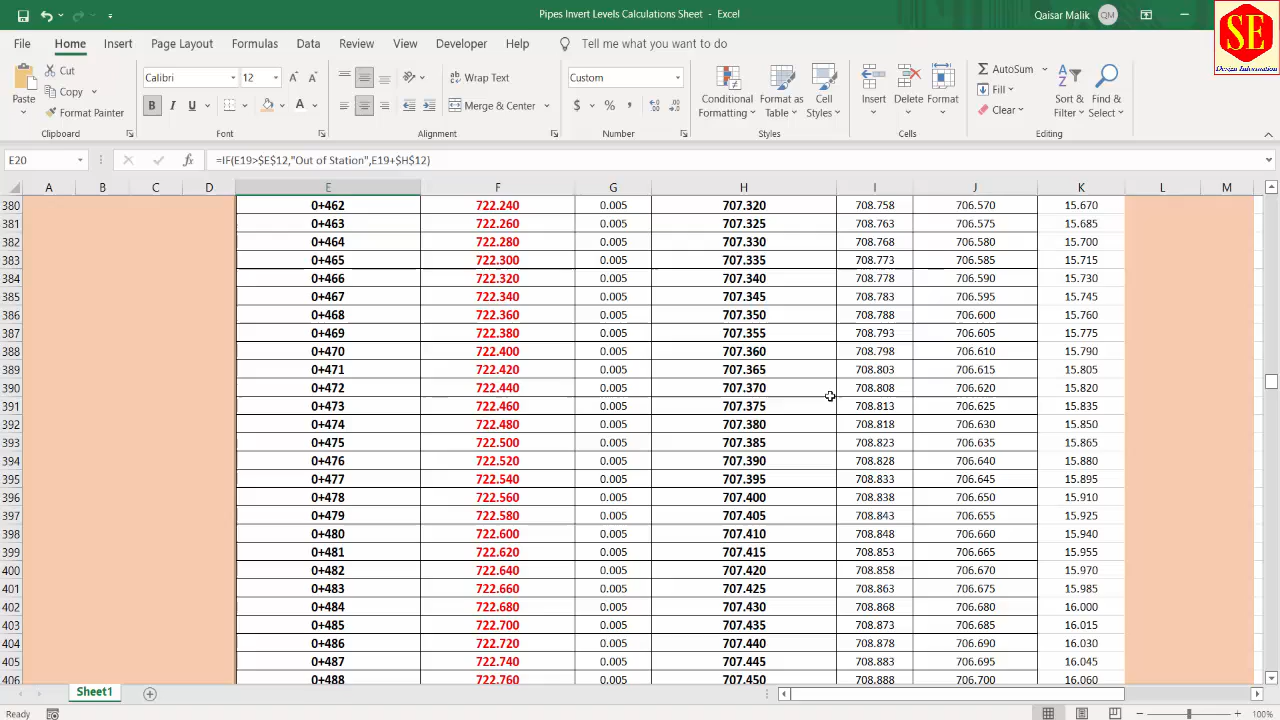 Pipes Invert Levels Calculations Sheet - Excel
Qaisar Malik QM
SE
Design Information
File Home Insert Page Layout Formulas Data Review View Developer Help Tell me what you want to do
Paste
Cut
Copy
Format Painter
Calibri 12
B I U
A A
A
Wrap Text
Merge & Center
Custom
$ % ,
Conditional Formatting
Format as Table
Cell Styles
Insert Delete Format
AutoSum
Fill
Clear
Sort & Filter
Find & Select
Clipboard Font Alignment Number Styles Cells Editing
E20 fx =IF(E19>$E$12,"Out of Station",E19+$H$12)
A B C D E F G H I J K L M
380 0+462 722.240 0.005 707.320 708.758 706.570 15.670
381 0+463 722.260 0.005 707.325 708.763 706.575 15.685
382 0+464 722.280 0.005 707.330 708.768 706.580 15.700
383 0+465 722.300 0.005 707.335 708.773 706.585 15.715
384 0+466 722.320 0.005 707.340 708.778 706.590 15.730
385 0+467 722.340 0.005 707.345 708.783 706.595 15.745
386 0+468 722.360 0.005 707.350 708.788 706.600 15.760
387 0+469 722.380 0.005 707.355 708.793 706.605 15.775
388 0+470 722.400 0.005 707.360 708.798 706.610 15.790
389 0+471 722.420 0.005 707.365 708.803 706.615 15.805
390 0+472 722.440 0.005 707.370 708.808 706.620 15.820
391 0+473 722.460 0.005 707.375 708.813 706.625 15.835
392 0+474 722.480 0.005 707.380 708.818 706.630 15.850
393 0+475 722.500 0.005 707.385 708.823 706.635 15.865
394 0+476 722.520 0.005 707.390 708.828 706.640 15.880
395 0+477 722.540 0.005 707.395 708.833 706.645 15.895
396 0+478 722.560 0.005 707.400 708.838 706.650 15.910
397 0+479 722.580 0.005 707.405 708.843 706.655 15.925
398 0+480 722.600 0.005 707.410 708.848 706.660 15.940
399 0+481 722.620 0.005 707.415 708.853 706.665 15.955
400 0+482 722.640 0.005 707.420 708.858 706.670 15.970
401 0+483 722.660 0.005 707.425 708.863 706.675 15.985
402 0+484 722.680 0.005 707.430 708.868 706.680 16.000
403 0+485 722.700 0.005 707.435 708.873 706.685 16.015
404 0+486 722.720 0.005 707.440 708.878 706.690 16.030
405 0+487 722.740 0.005 707.445 708.883 706.695 16.045
406 0+488 722.760 0.005 707.450 708.888 706.700 16.060
Sheet1
Ready 100%